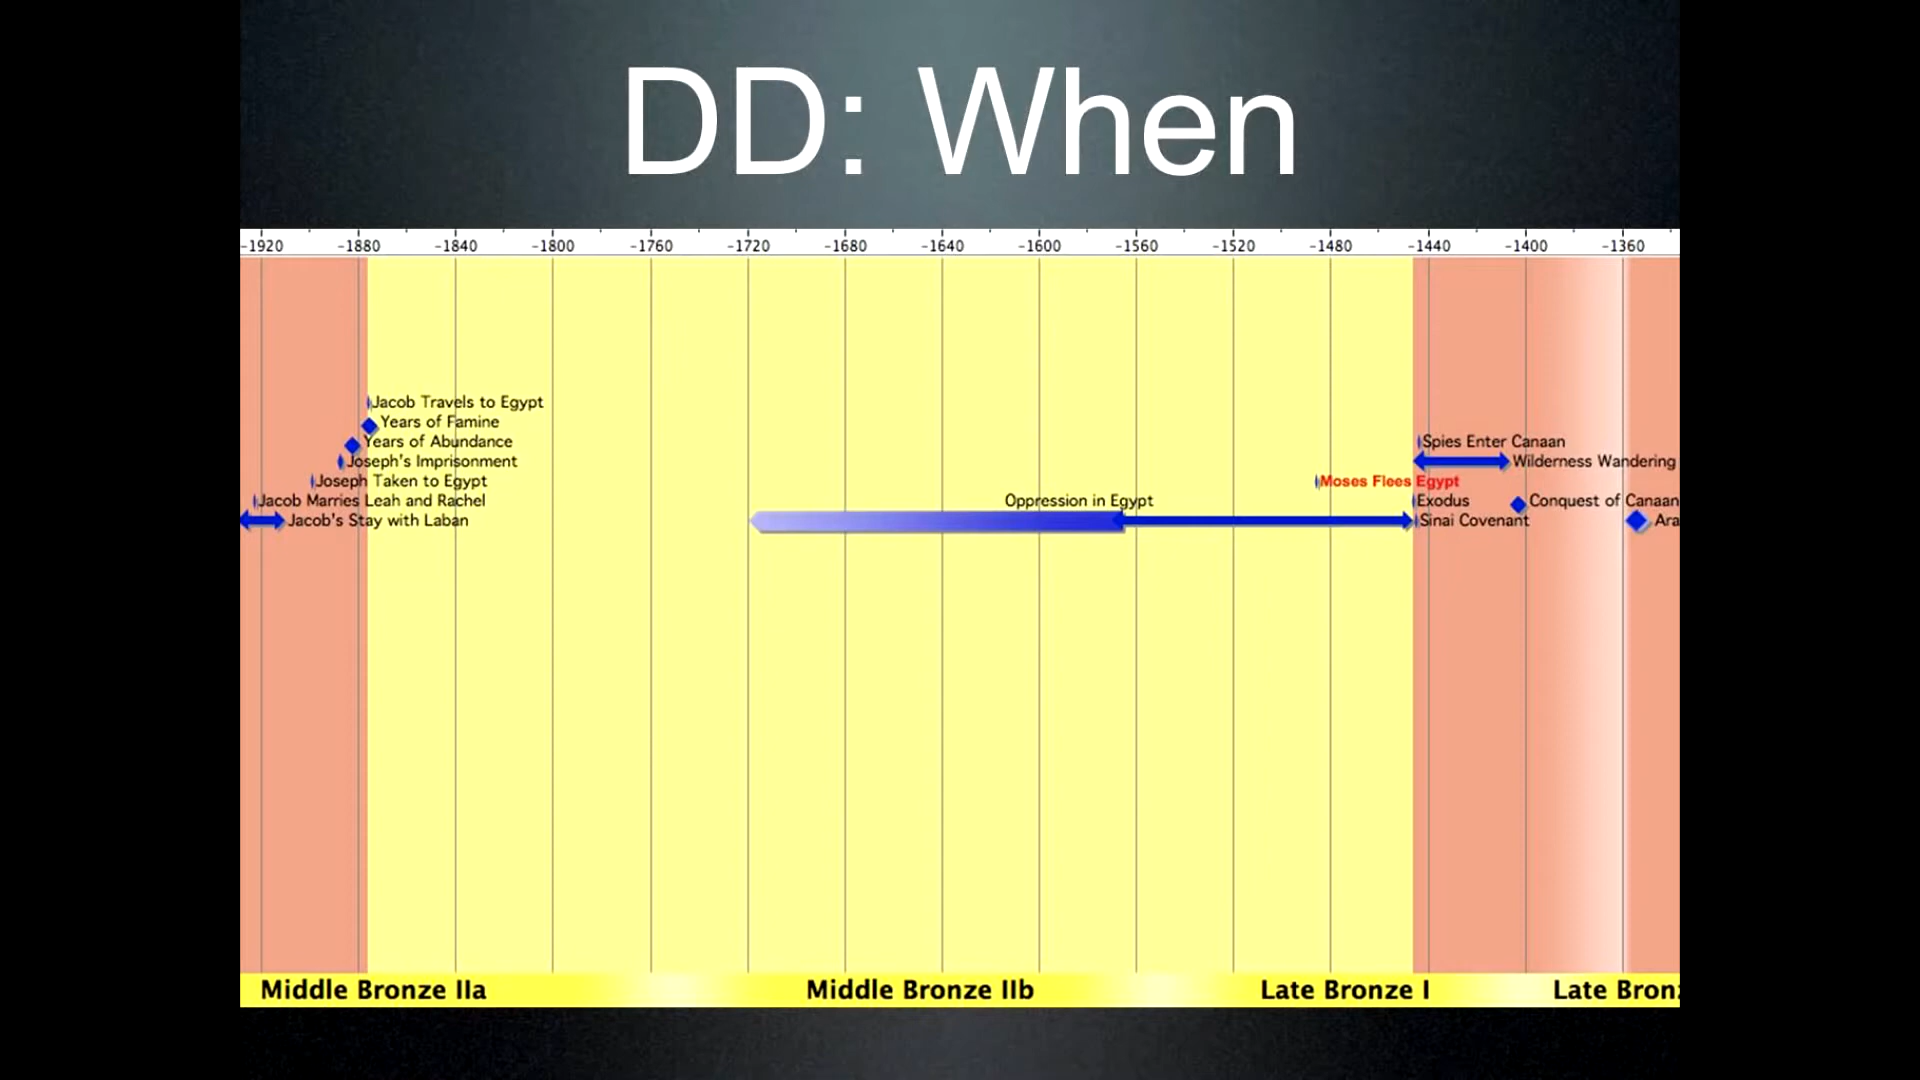 DD: When
-1920 -1880 -1840 -1800 -1760 -1720 -1680 -1640 -1600 -1560 -1520 -1480 -1440 -1400 -1360
Jacob Travels to Egypt
Years of Famine
Years of Abundance
Spies Enter Canaan
Joseph's Imprisonment
Wilderness Wandering
Joseph Taken to Egypt
Moses Flees Egypt
Jacob Marries Leah and Rachel
Oppression in Egypt
Exodus
Conquest of Canaan
Jacob's Stay with Laban
Sinai Covenant
Ara
Middle Bronze IIa Middle Bronze IIb Late Bronze I Late Bron